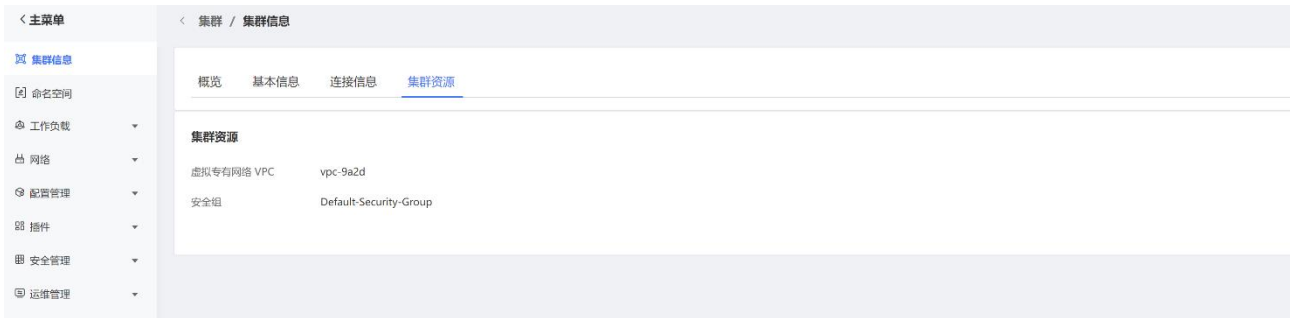 主菜单
集群 / 集群信息
集群信息
命名空间
工作负载
网络
配置管理
插件
安全管理
运维管理
概览 基本信息 连接信息 集群资源
集群资源
虚拟专有网络 VPC vpc-9a2d
安全组 Default-Security-Group